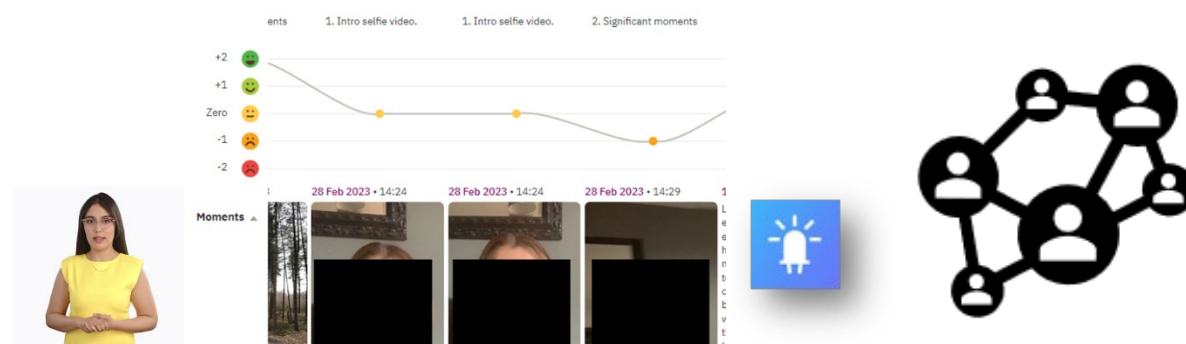 ents 1. Intro selfie video. 1. Intro selfie video. 2. Significant moments
+2
+1
Zero
-1
-2
28 Feb 2023 • 14:24 28 Feb 2023 • 14:24 28 Feb 2023 • 14:29
Moments